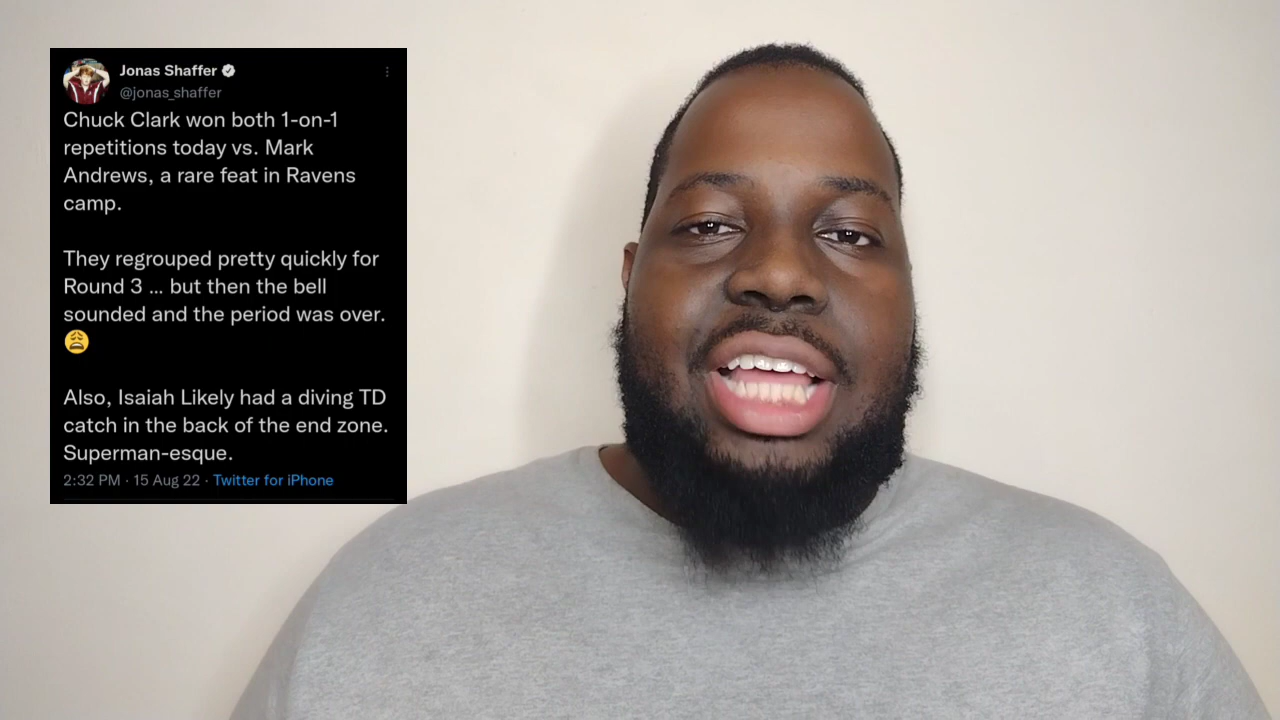 Jonas Shaffer
@jonas_shaffer
Chuck Clark won both 1-on-1
repetitions today vs. Mark
Andrews, a rare feat in Ravens
camp.
They regrouped pretty quickly for
Round 3 ... but then the bell
sounded and the period was over.
😩
Also, Isaiah Likely had a diving TD
catch in the back of the end zone.
Superman-esque.
2:32 PM · 15 Aug 22 · Twitter for iPhone